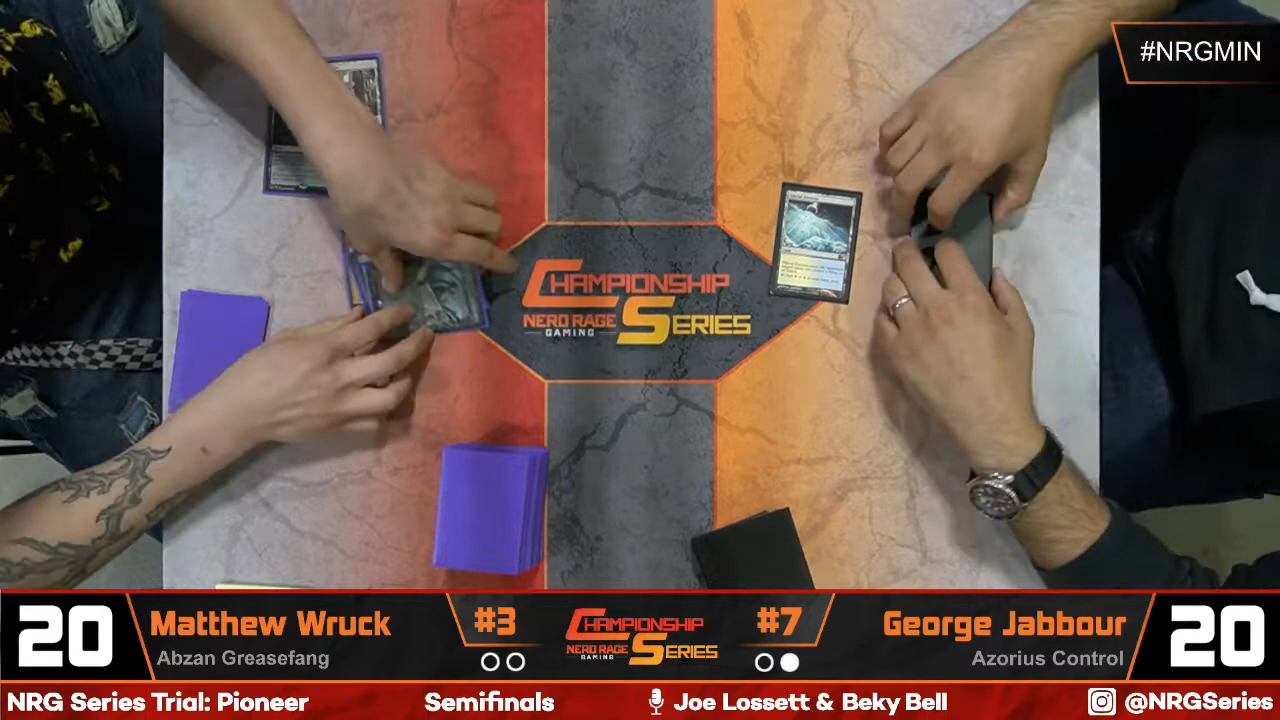 #NRGMIN
CHAMPIONSHIP
NERD RAGE
GAMING
SERIES
20
Matthew Wruck
Abzan Greasefang
#3
CHAMPIONSHIP
NERD RAGE
GAMING
SERIES
#7
George Jabbour
Azorius Control
20
NRG Series Trial: Pioneer
Semifinals
Joe Lossett & Beky Bell
@NRGSeries